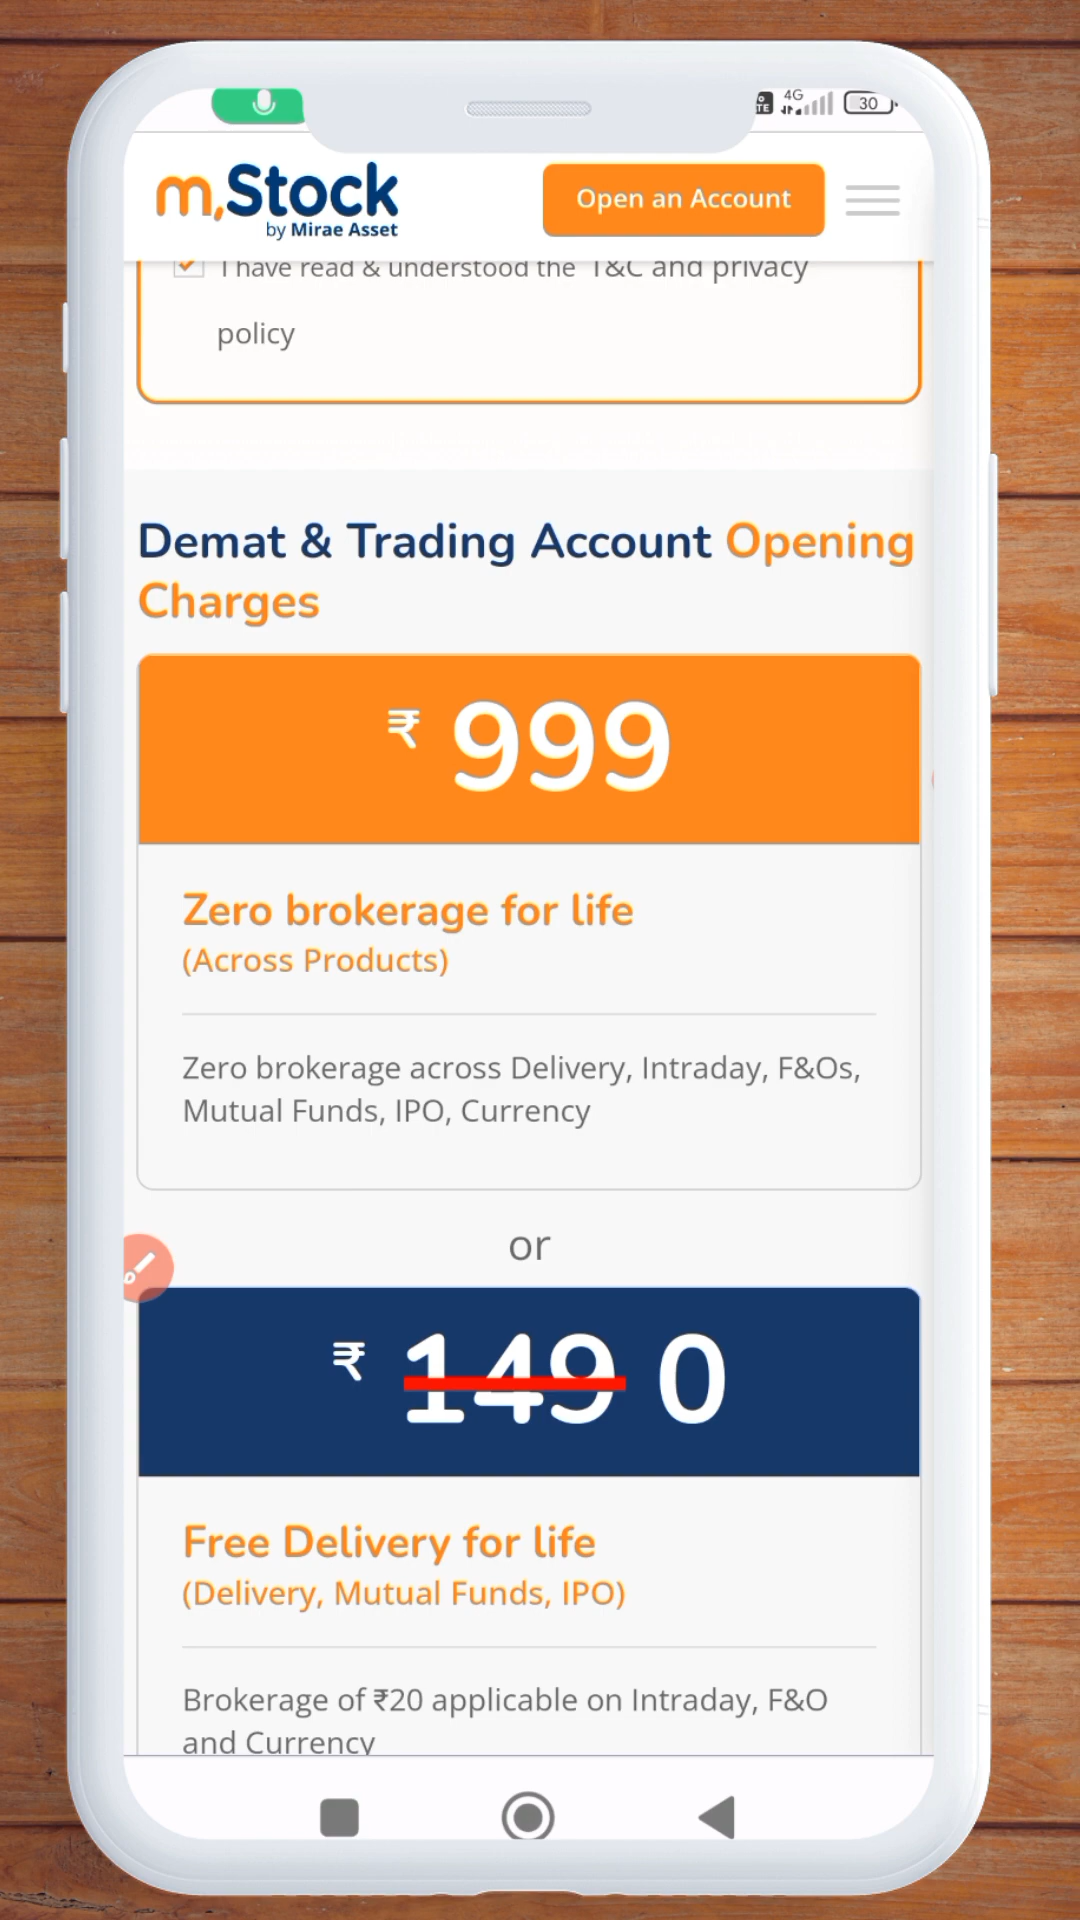 4G
30
m.Stock
by Mirae Asset
Open an Account
I have read & understood the T&C and privacy
policy
Demat & Trading Account Opening
Charges
₹ 999
Zero brokerage for life
(Across Products)
Zero brokerage across Delivery, Intraday, F&Os,
Mutual Funds, IPO, Currency
or
₹ 149 0
Free Delivery for life
(Delivery, Mutual Funds, IPO)
Brokerage of ₹20 applicable on Intraday, F&O
and Currency